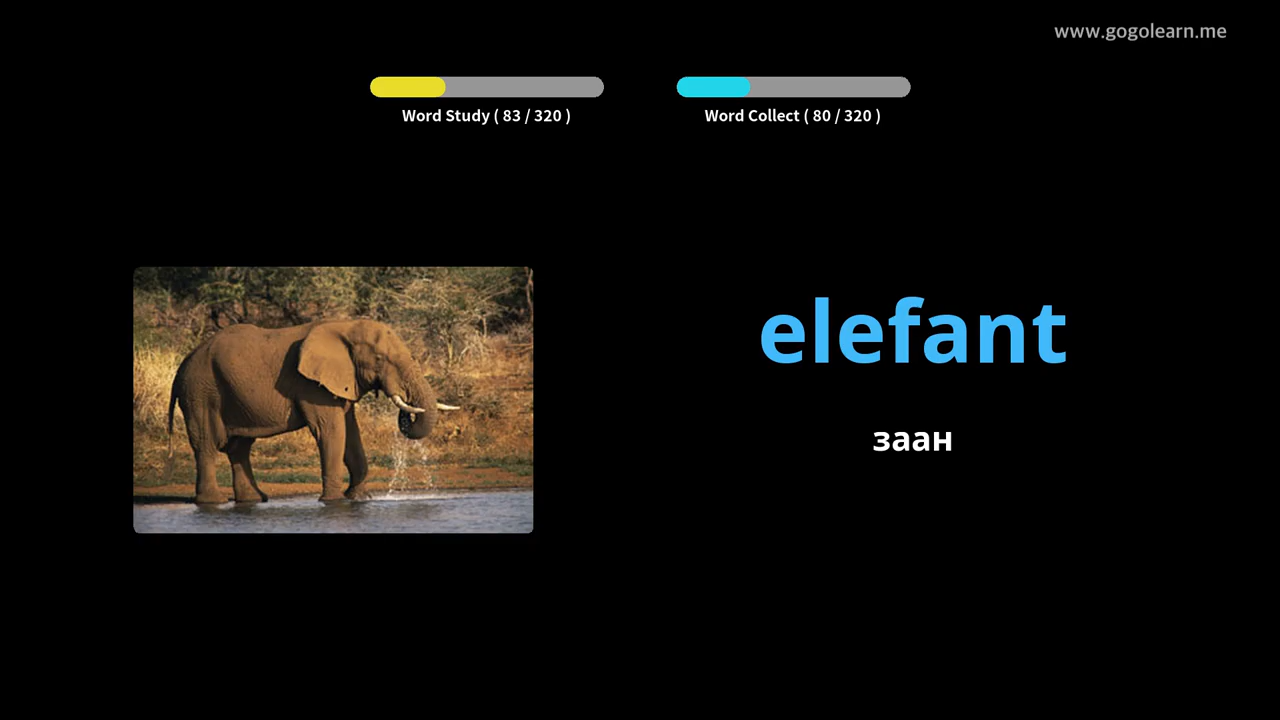 www.gogolearn.me
Word Study ( 83 / 320 )
Word Collect ( 80 / 320 )
elefant
заан